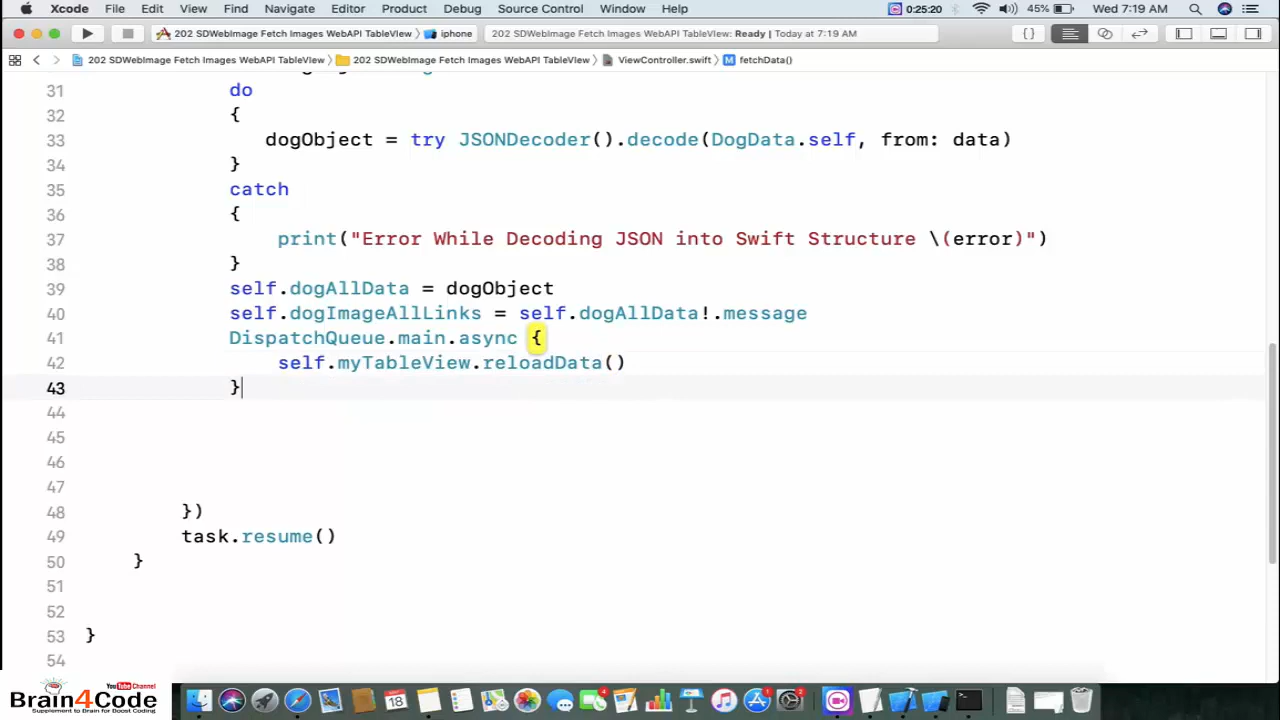 Xcode File Edit View Find Navigate Editor Product Debug Source Control Window Help 0:25:20 45% Wed 7:19 AM
202 SDWebImage Fetch Images WebAPI TableVIew iphone 202 SDWebImage Fetch Images WebAPI TableVIew: Ready | Today at 7:19 AM
202 SDWebImage Fetch Images WebAPI TableVIew 202 SDWebImage Fetch Images WebAPI TableVIew ViewController.swift M fetchData()
31 do
32 {
33 dogObject = try JSONDecoder().decode(DogData.self, from: data)
34 }
35 catch
36 {
37 print("Error While Decoding JSON into Swift Structure \(error)")
38 }
39 self.dogAllData = dogObject
40 self.dogImageAllLinks = self.dogAllData!.message
41 DispatchQueue.main.async {
42 self.myTableView.reloadData()
43 }
44
45
46
47
48 })
49 task.resume()
50 }
51
52
53 }
54
YouTube Channel
Brain4Code
Supplement to Brain for Boost Coding
18
4
1
1